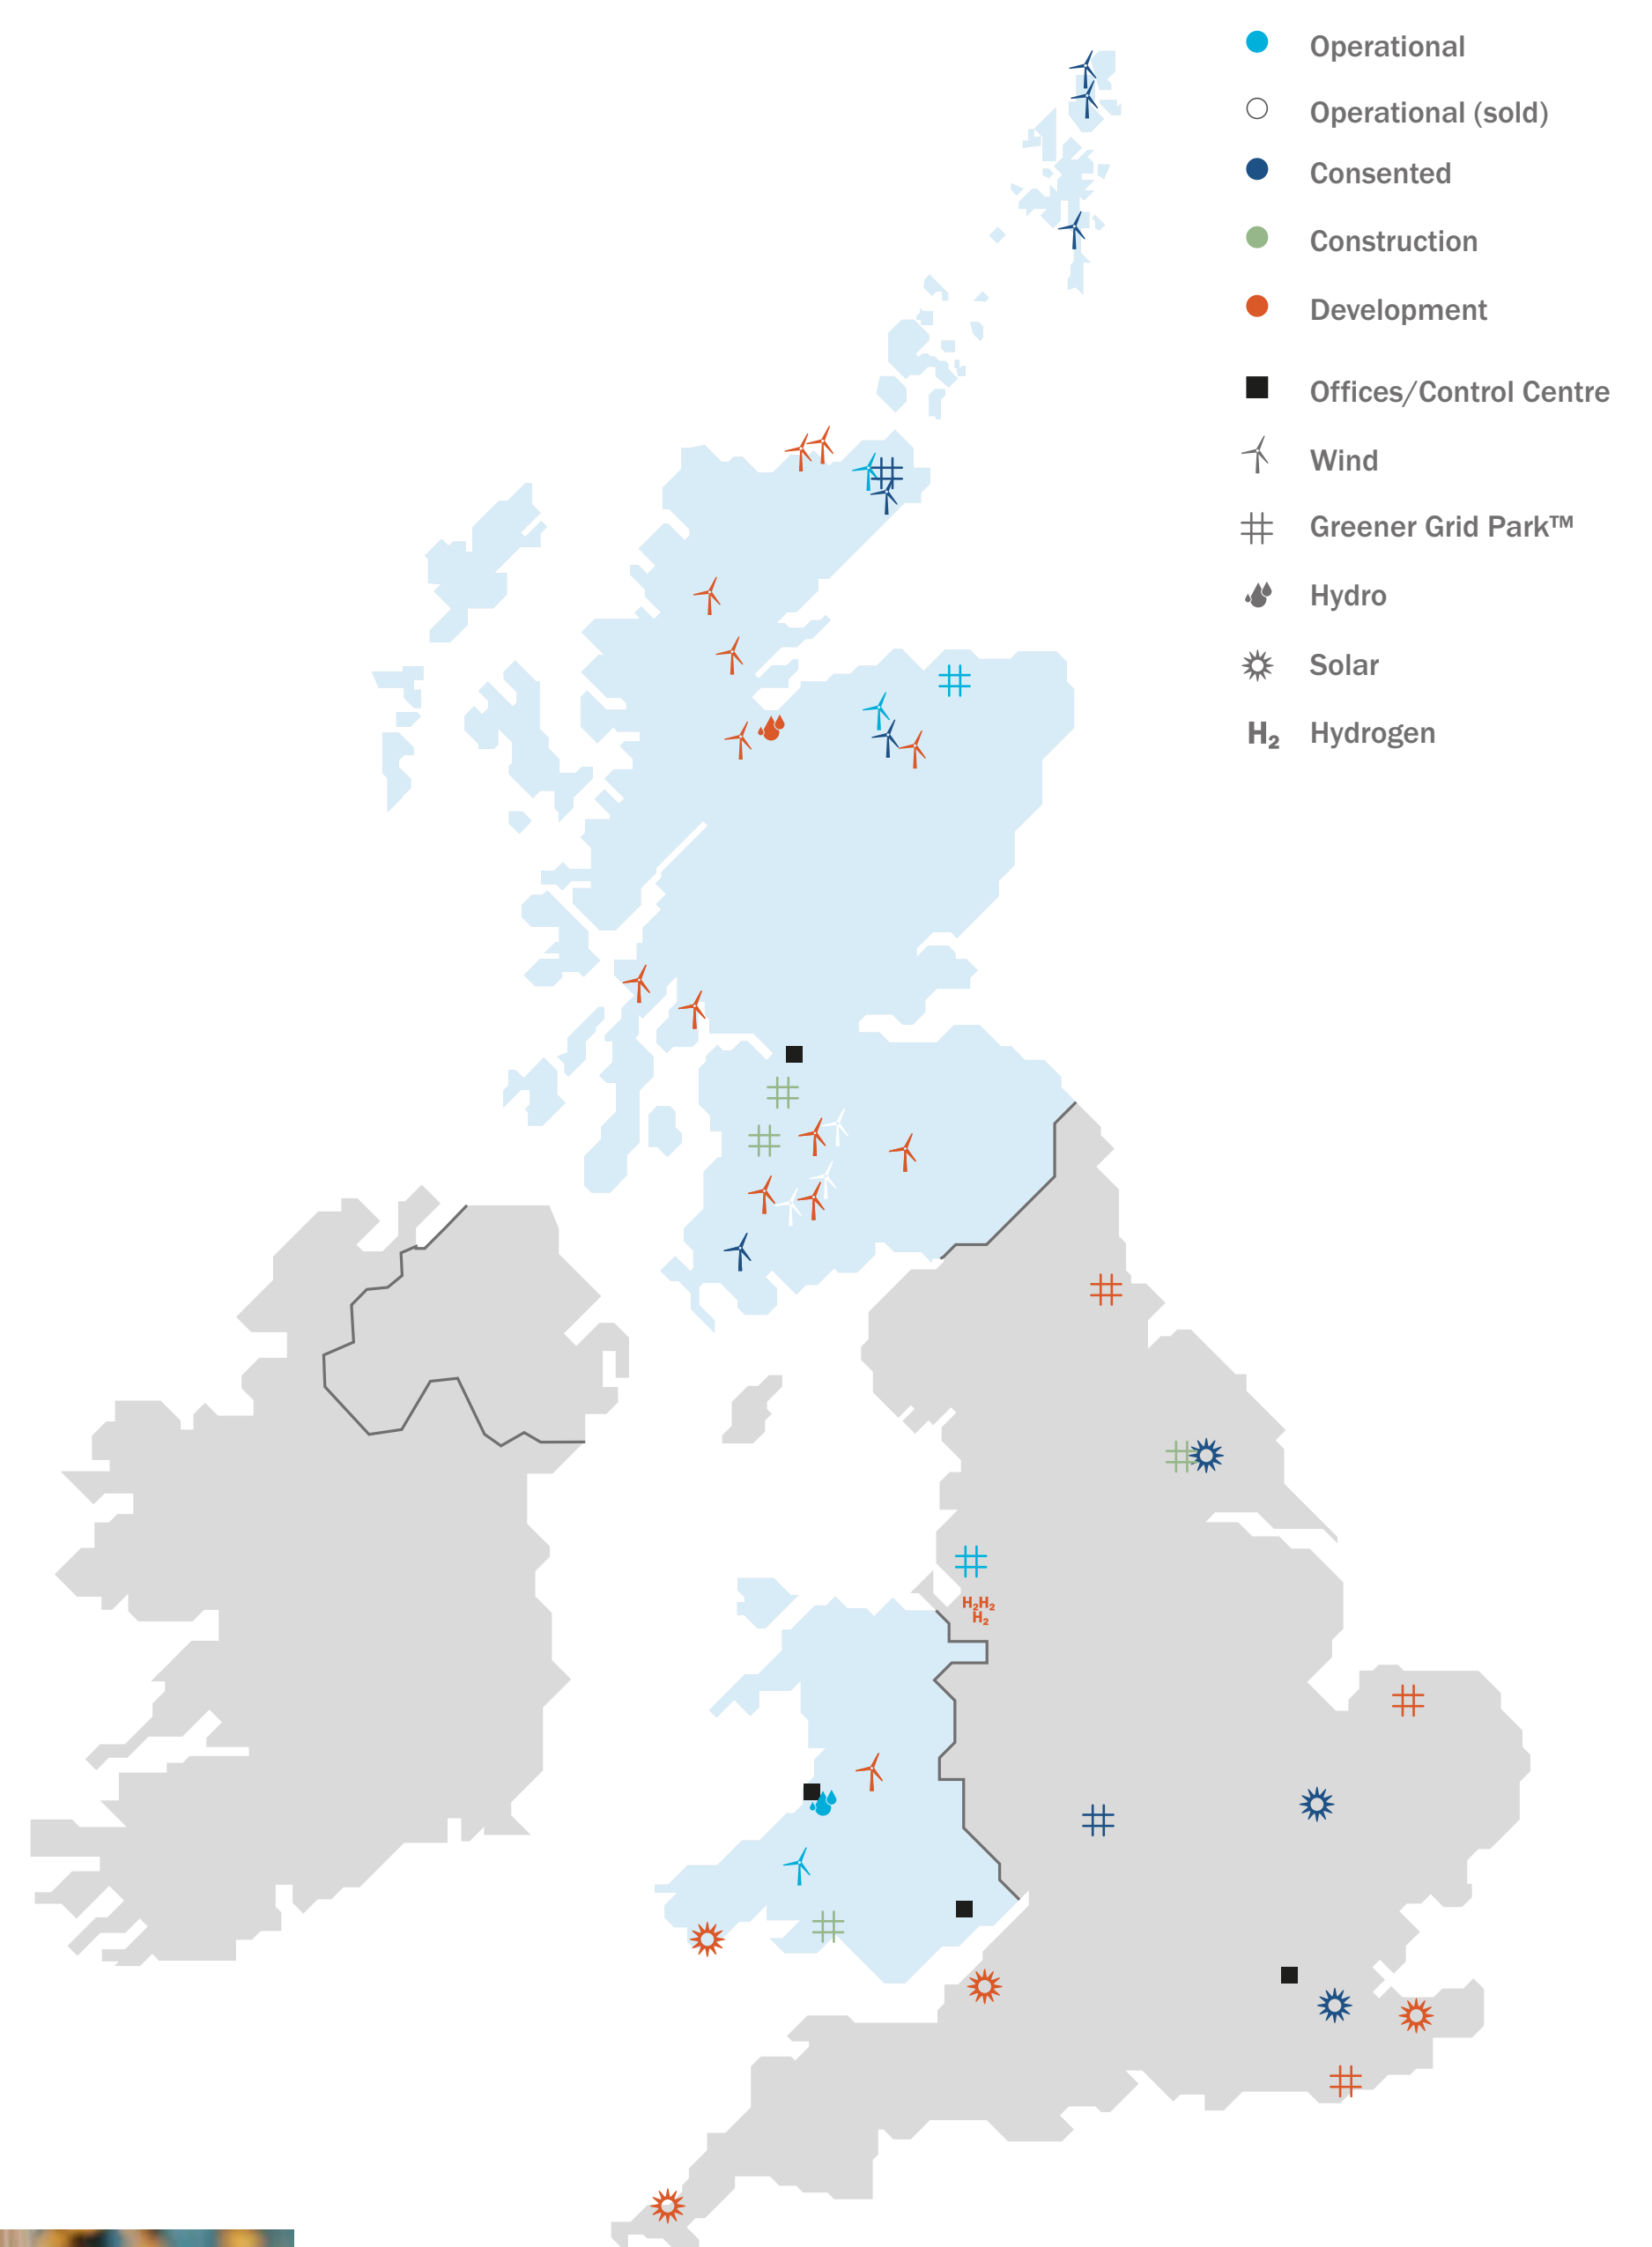 Operational
Operational (sold)
Consented
Construction
Development
Offices/Control Centre
Wind
Greener Grid Park™
Hydro
Solar
H₂ Hydrogen
H₂H₂
H₂